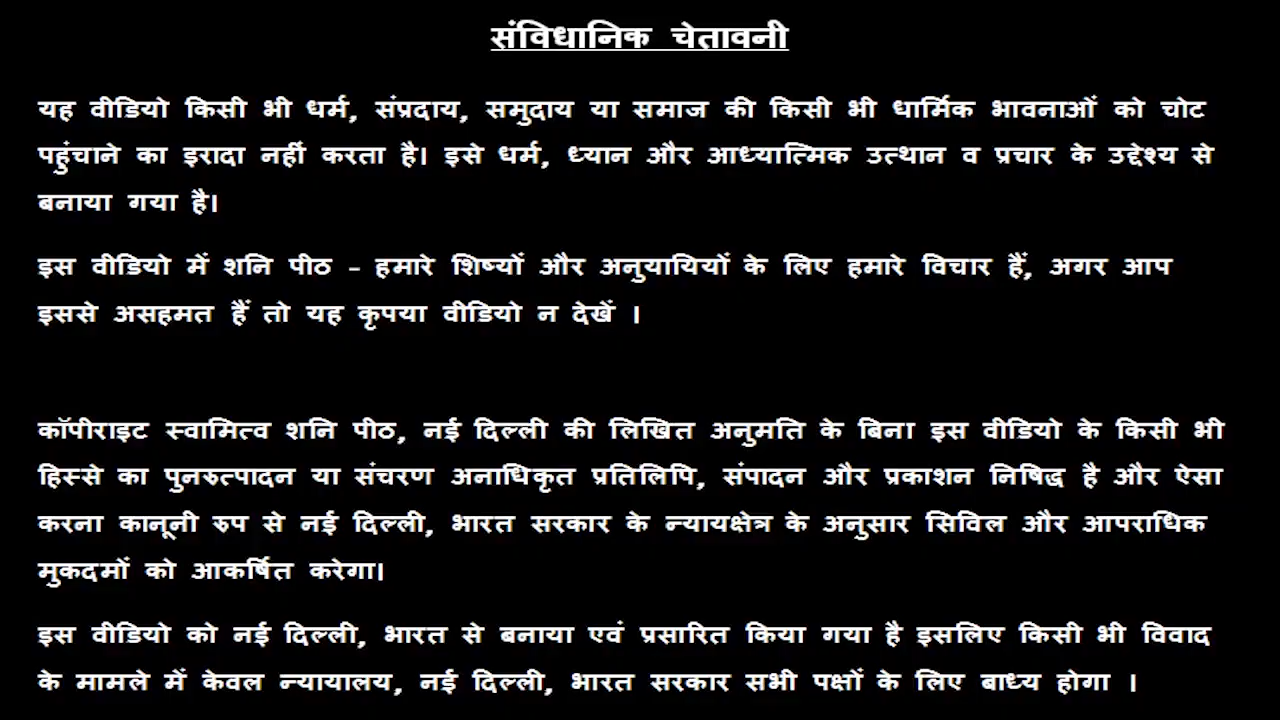 संविधानिक चेतावनी
यह वीडियो किसी भी धर्म, संप्रदाय, समुदाय या समाज की किसी भी धार्मिक भावनाओं को चोट
पहुंचाने का इरादा नहीं करता है। इसे धर्म, ध्यान और आध्यात्मिक उत्थान व प्रचार के उद्देश्य से
बनाया गया है।
इस वीडियो में शनि पीठ – हमारे शिष्यों और अनुयायियों के लिए हमारे विचार हैं, अगर आप
इससे असहमत हैं तो यह कृपया वीडियो न देखें ।
कॉपीराइट स्वामित्व शनि पीठ, नई दिल्ली की लिखित अनुमति के बिना इस वीडियो के किसी भी
हिस्से का पुनरुत्पादन या संचरण अनाधिकृत प्रतिलिपि, संपादन और प्रकाशन निषिद्ध है और ऐसा
करना कानूनी रुप से नई दिल्ली, भारत सरकार के न्यायक्षेत्र के अनुसार सिविल और आपराधिक
मुकदमों को आकर्षित करेगा।
इस वीडियो को नई दिल्ली, भारत से बनाया एवं प्रसारित किया गया है इसलिए किसी भी विवाद
के मामले में केवल न्यायालय, नई दिल्ली, भारत सरकार सभी पक्षों के लिए बाध्य होगा ।